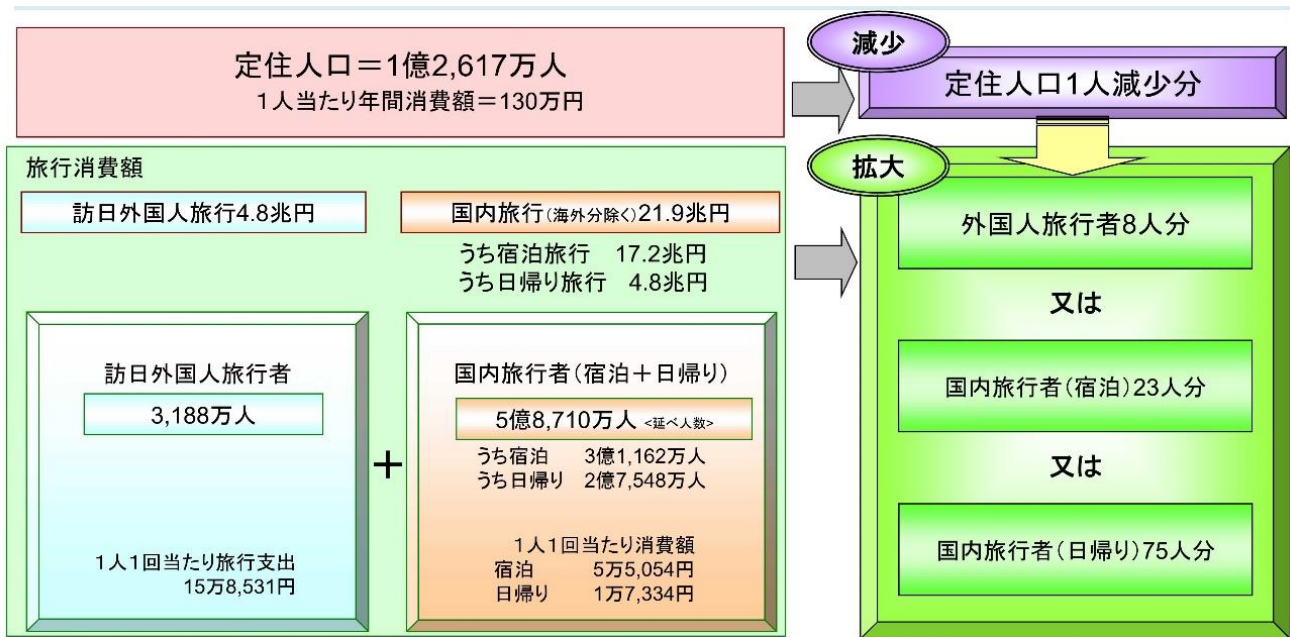 定住人口＝1億2,617万人
１人当たり年間消費額＝130万円
減少
定住人口1人減少分
旅行消費額
訪日外国人旅行4.8兆円
国内旅行（海外分除く）21.9兆円
うち宿泊旅行　17.2兆円
うち日帰り旅行　4.8兆円
訪日外国人旅行者
3,188万人
１人１回当たり旅行支出
15万8,531円
＋
国内旅行者（宿泊＋日帰り）
5億8,710万人 <延べ人数>
うち宿泊　3億1,162万人
うち日帰り　2億7,548万人
１人１回当たり消費額
宿泊　5万5,054円
日帰り　1万7,334円
拡大
外国人旅行者8人分
又は
国内旅行者（宿泊）23人分
又は
国内旅行者（日帰り）75人分